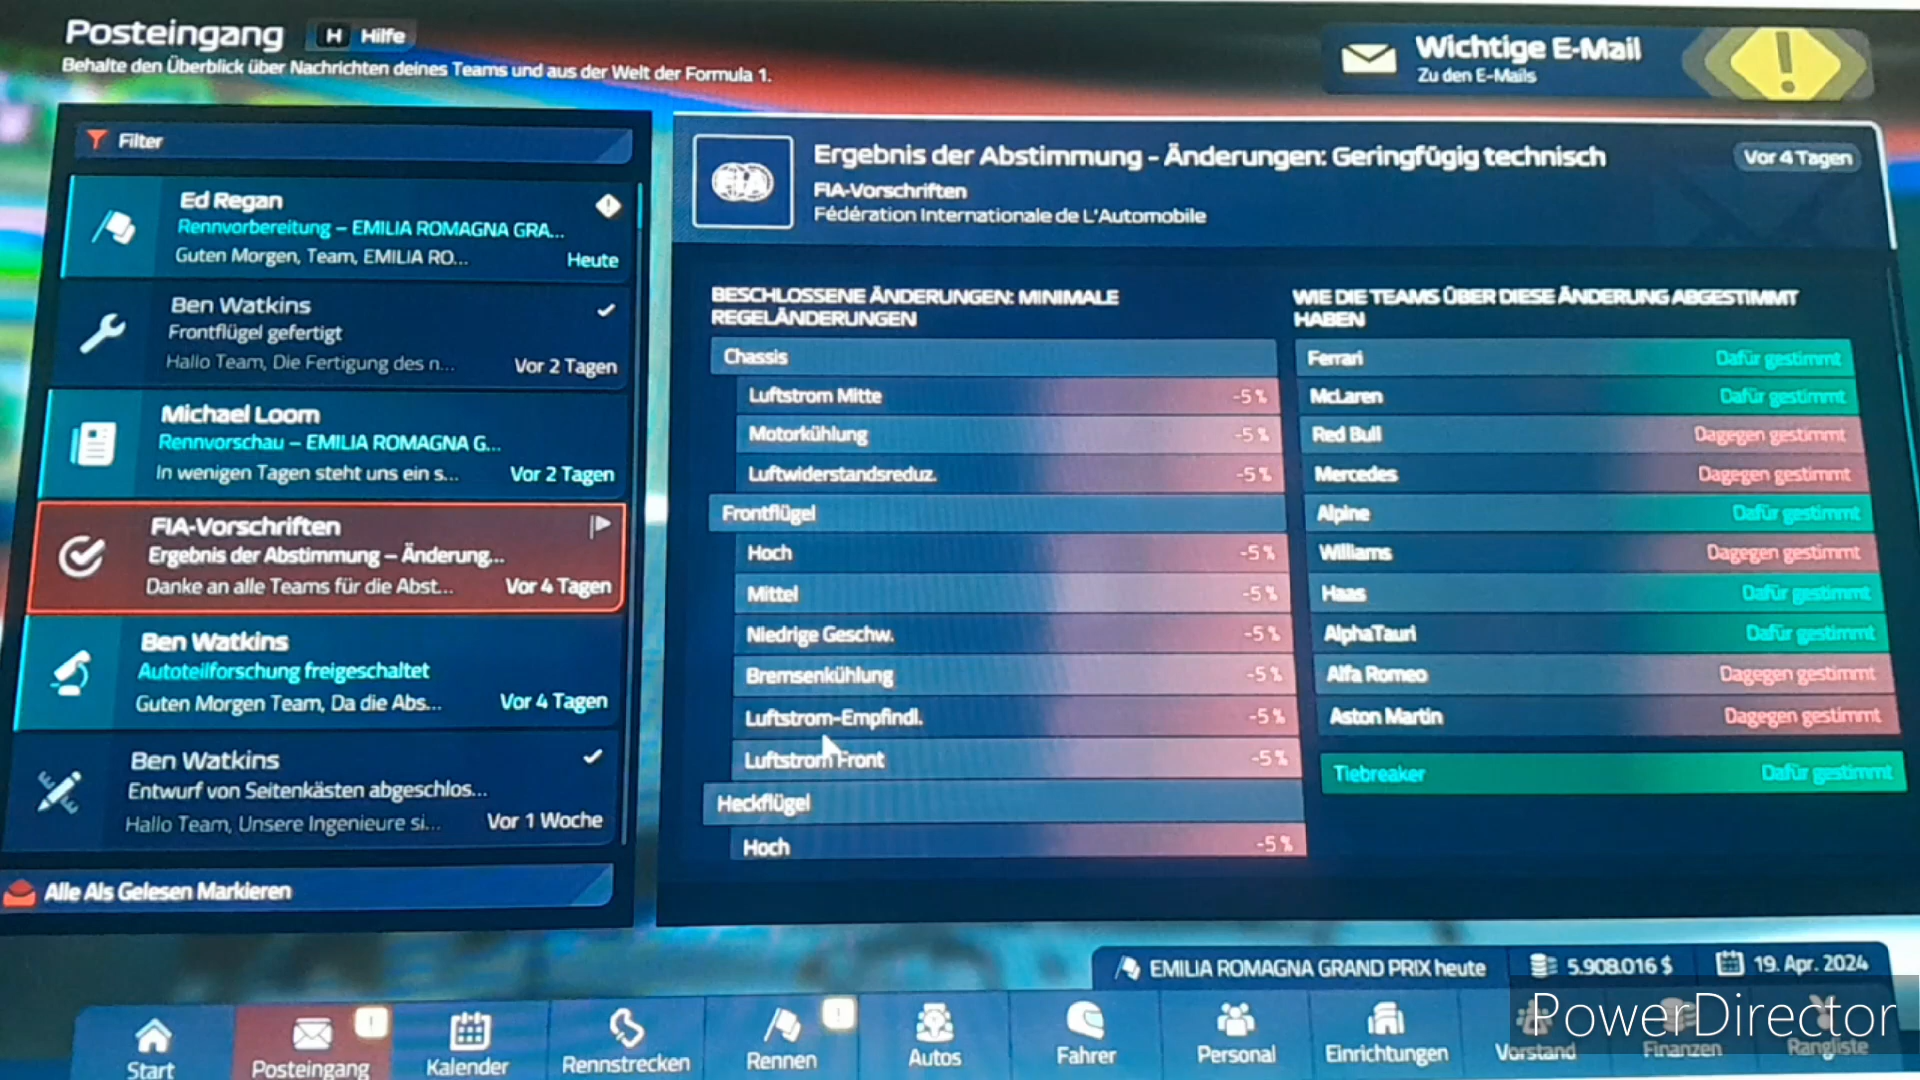 Posteingang
H Hilfe
Behalte den Überblick über Nachrichten deines Teams und aus der Welt der Formula 1.
Wichtige E-Mail
Zu den E-Mails
Filter
Ed Regan
Rennvorbereitung – EMILIA ROMAGNA GRA...
Guten Morgen, Team, EMILIA RO...
Heute
Ben Watkins
Frontflügel gefertigt
Hallo Team, Die Fertigung des n...
Vor 2 Tagen
Michael Loom
Rennvorschau – EMILIA ROMAGNA G...
In wenigen Tagen steht uns ein s...
Vor 2 Tagen
FIA-Vorschriften
Ergebnis der Abstimmung – Änderung...
Danke an alle Teams für die Abst...
Vor 4 Tagen
Ben Watkins
Autoteilforschung freigeschaltet
Guten Morgen Team, Da die Abs...
Vor 4 Tagen
Ben Watkins
Entwurf von Seitenkästen abgeschlos...
Hallo Team, Unsere Ingenieure si...
Vor 1 Woche
Alle Als Gelesen Markieren
FIA
Ergebnis der Abstimmung – Änderungen: Geringfügig technisch
Vor 4 Tagen
FIA-Vorschriften
Fédération Internationale de L'Automobile
BESCHLOSSENE ÄNDERUNGEN: MINIMALE
REGELÄNDERUNGEN
Chassis
Luftstrom Mitte -5 %
Motorkühlung -5 %
Luftwiderstandsreduz. -5 %
Frontflügel
Hoch -5 %
Mittel -5 %
Niedrige Geschw. -5 %
Bremsenkühlung -5 %
Luftstrom-Empfindl. -5 %
Luftstrom Front -5 %
Heckflügel
Hoch -5 %
WIE DIE TEAMS ÜBER DIESE ÄNDERUNG ABGESTIMMT
HABEN
Ferrari Dafür gestimmt
McLaren Dafür gestimmt
Red Bull Dagegen gestimmt
Mercedes Dagegen gestimmt
Alpine Dafür gestimmt
Williams Dagegen gestimmt
Haas Dafür gestimmt
AlphaTauri Dafür gestimmt
Alfa Romeo Dagegen gestimmt
Aston Martin Dagegen gestimmt
Tiebreaker Dafür gestimmt
EMILIA ROMAGNA GRAND PRIX heute
5.908.016 $
19. Apr. 2024
Start
Posteingang
Kalender
Rennstrecken
Rennen
Autos
Fahrer
Personal
Einrichtungen
Vorstand
Finanzen
Rangliste
PowerDirector